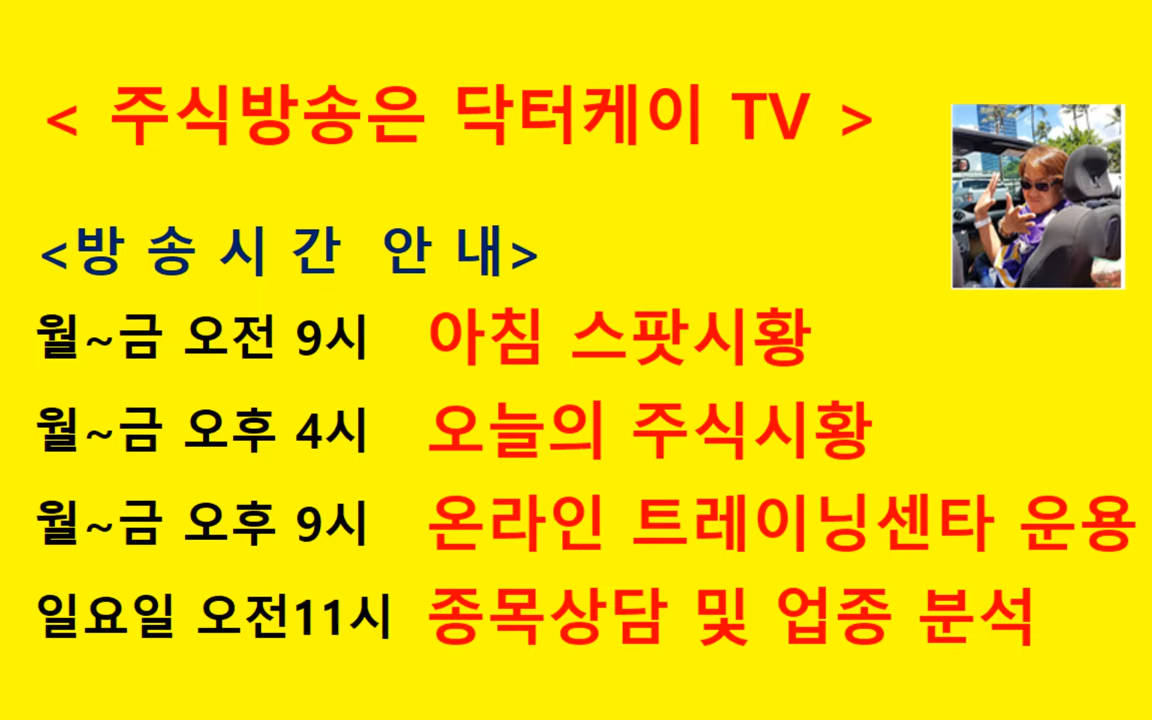 < 주식방송은 닥터케이 TV >
<방 송 시 간 안 내>
월~금 오전 9시 아침 스팟시황
월~금 오후 4시 오늘의 주식시황
월~금 오후 9시 온라인 트레이닝센타 운용
일요일 오전11시 종목상담 및 업종 분석